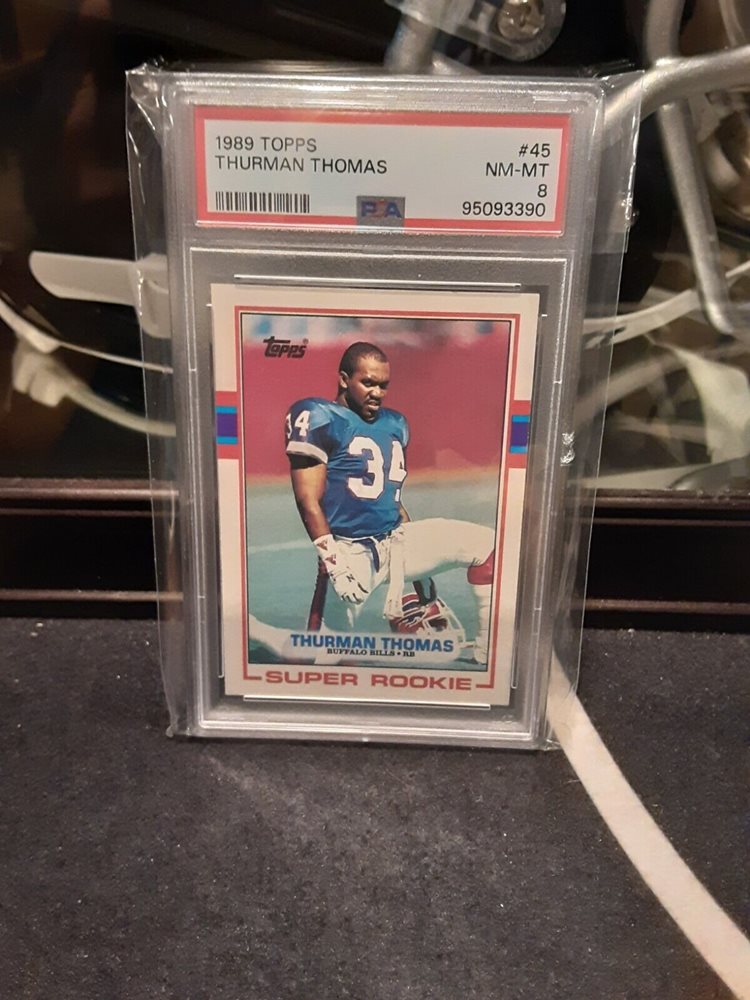 1989 TOPPS
THURMAN THOMAS
#45
NM-MT
8
95093390
PSA
Topps
34
34
THURMAN THOMAS
BUFFALO BILLS • RB
SUPER ROOKIE